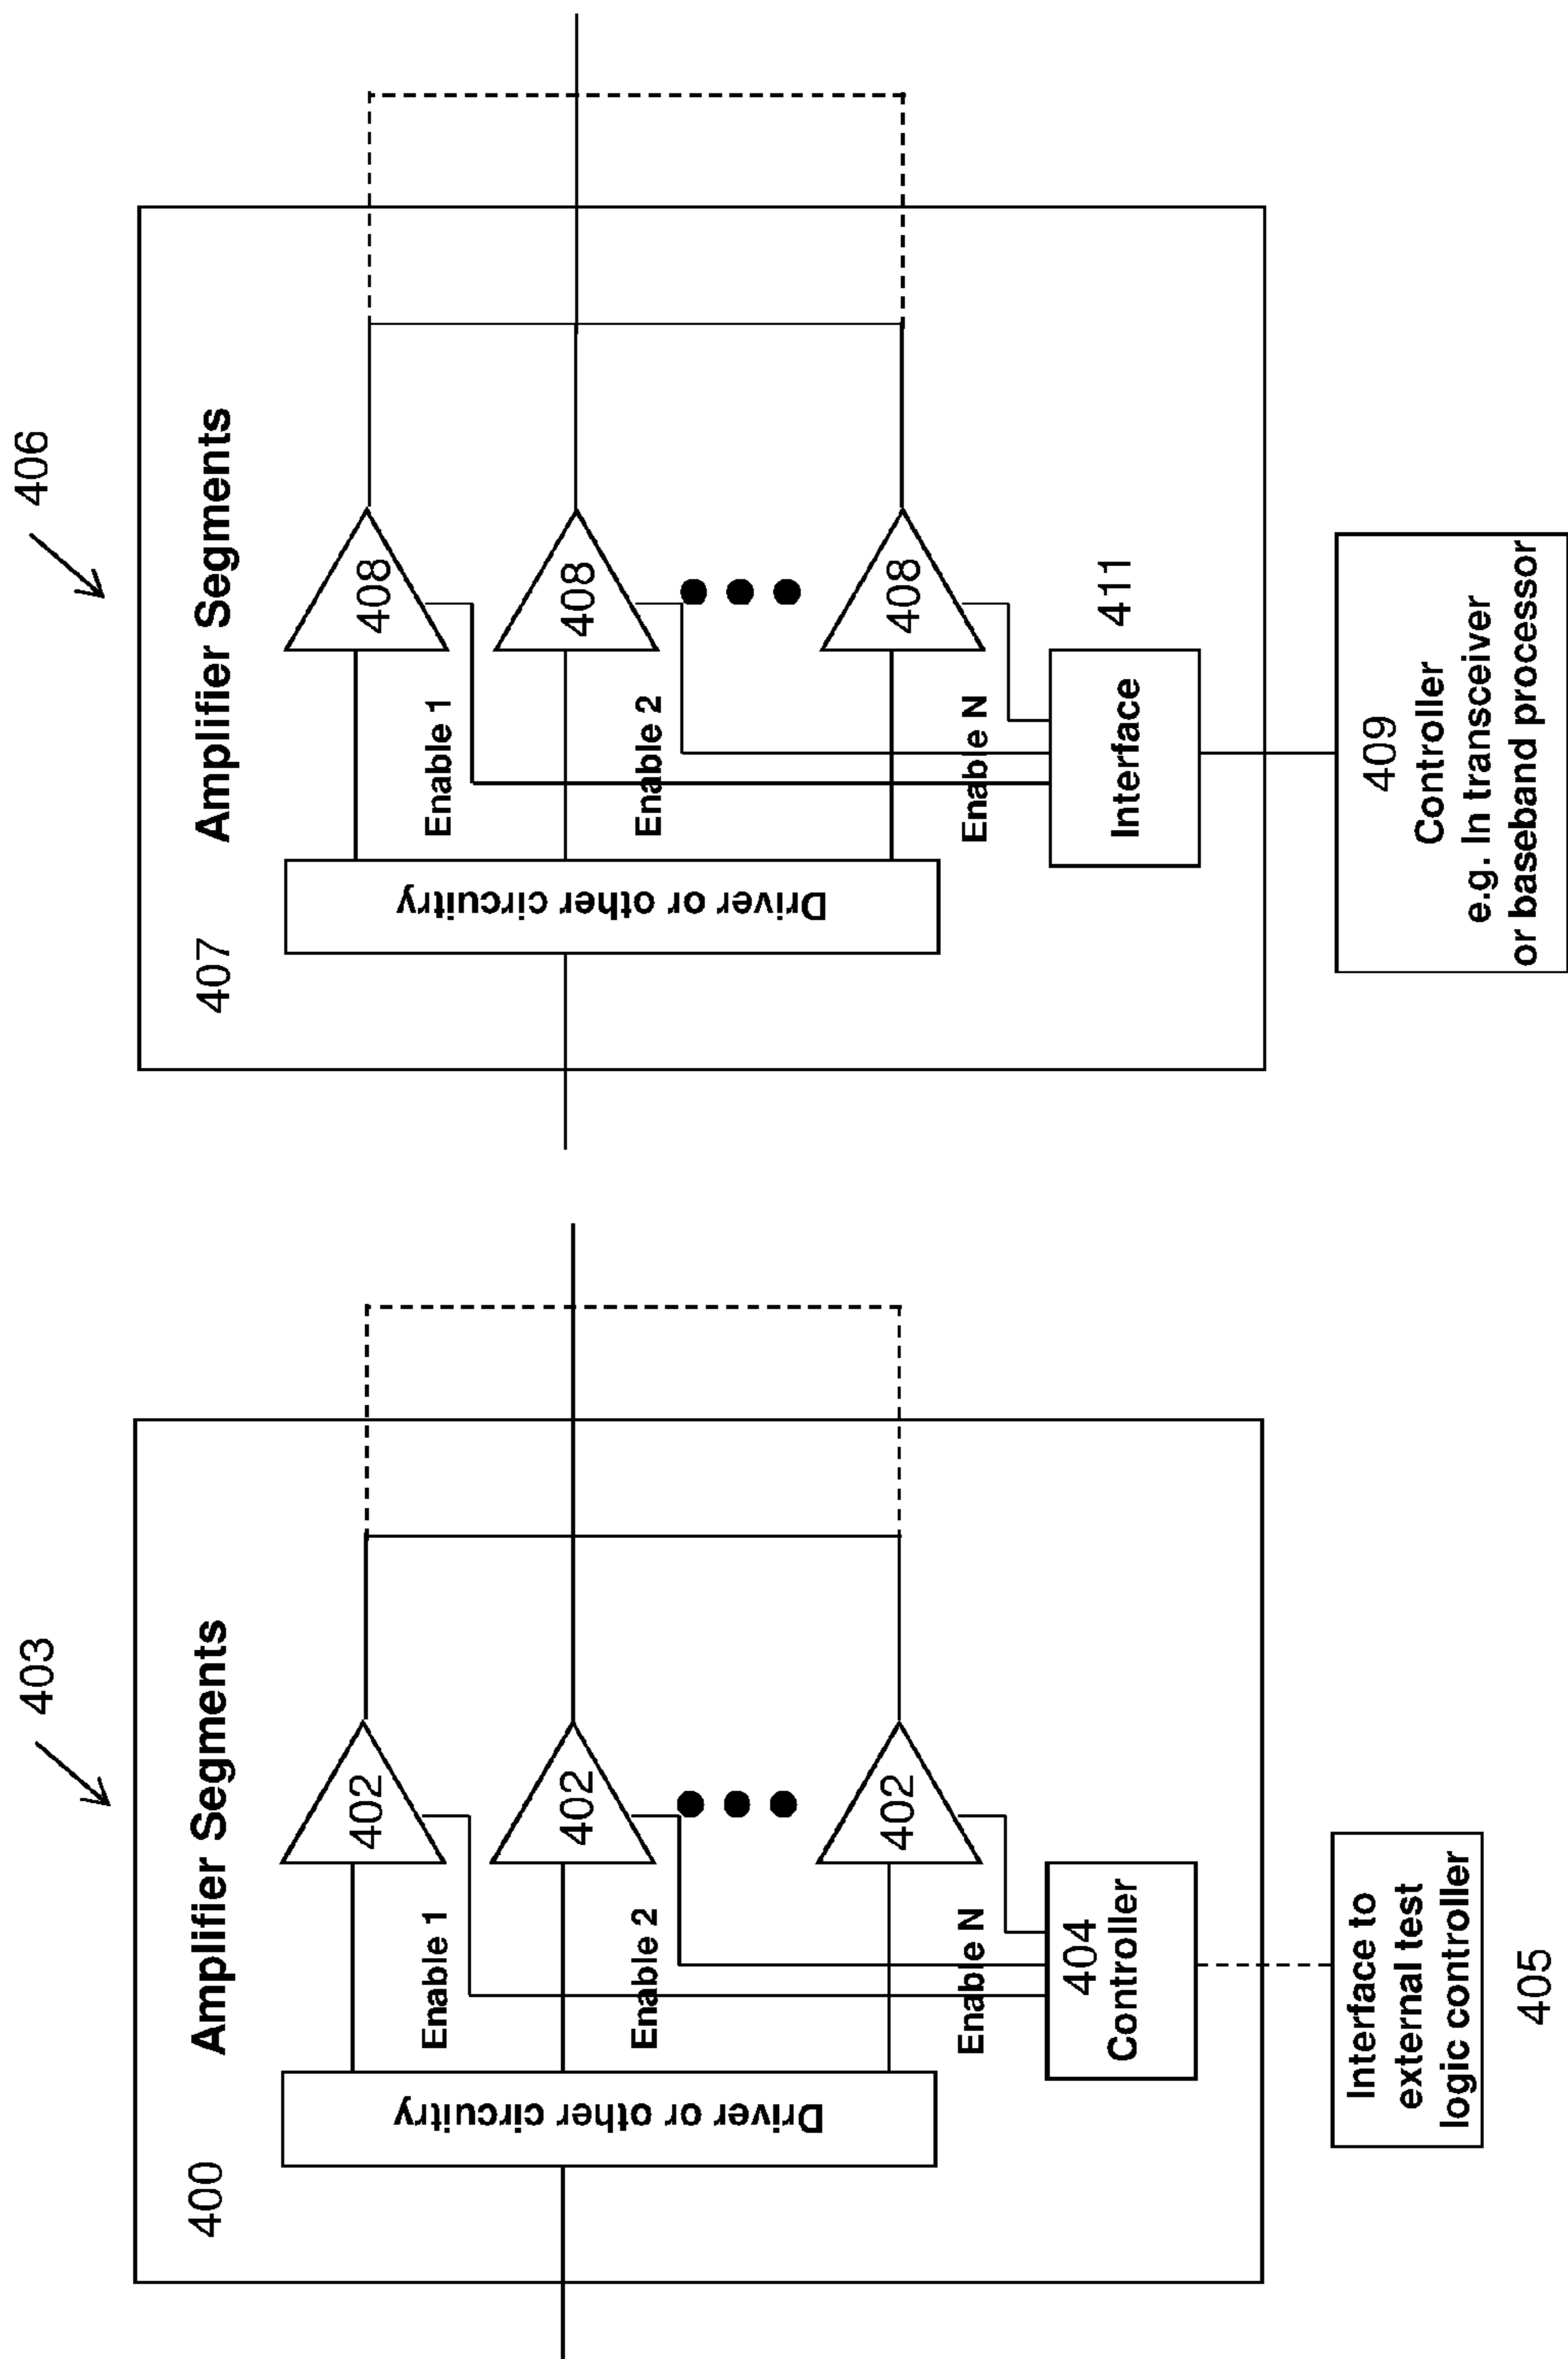 403
400
Amplifier Segments
Driver or other circuitry
402
402
402
Enable 1
Enable 2
Enable N
404
Controller
Interface to
external test
logic controller
405
406
407
Amplifier Segments
Driver or other circuitry
408
408
408
Enable 1
Enable 2
Enable N
Interface
411
409
Controller
e.g. In transceiver
or baseband processor